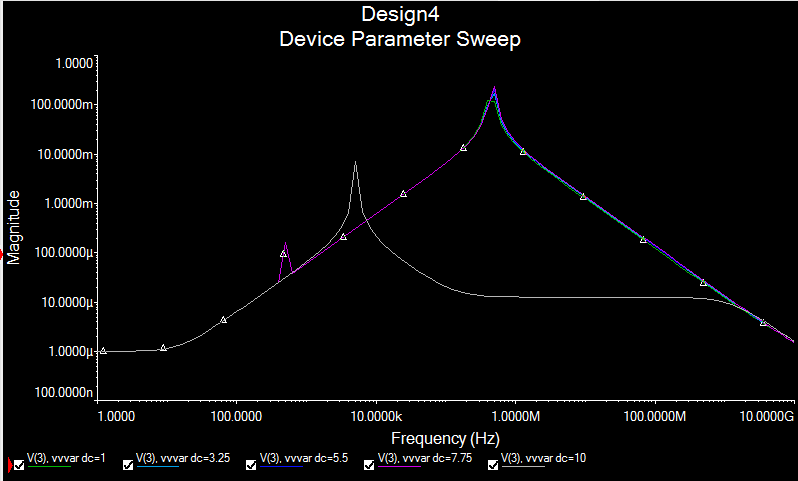 Design4
Device Parameter Sweep
1.0000
100.0000m
10.0000m
1.0000m
100.0000µ
10.0000µ
1.0000µ
100.0000n
Magnitude
1.0000
100.0000
10.0000k
1.0000M
100.0000M
10.0000G
Frequency (Hz)
V(3), vvvar dc=1
V(3), vvvar dc=3.25
V(3), vvvar dc=5.5
V(3), vvvar dc=7.75
V(3), vvvar dc=10